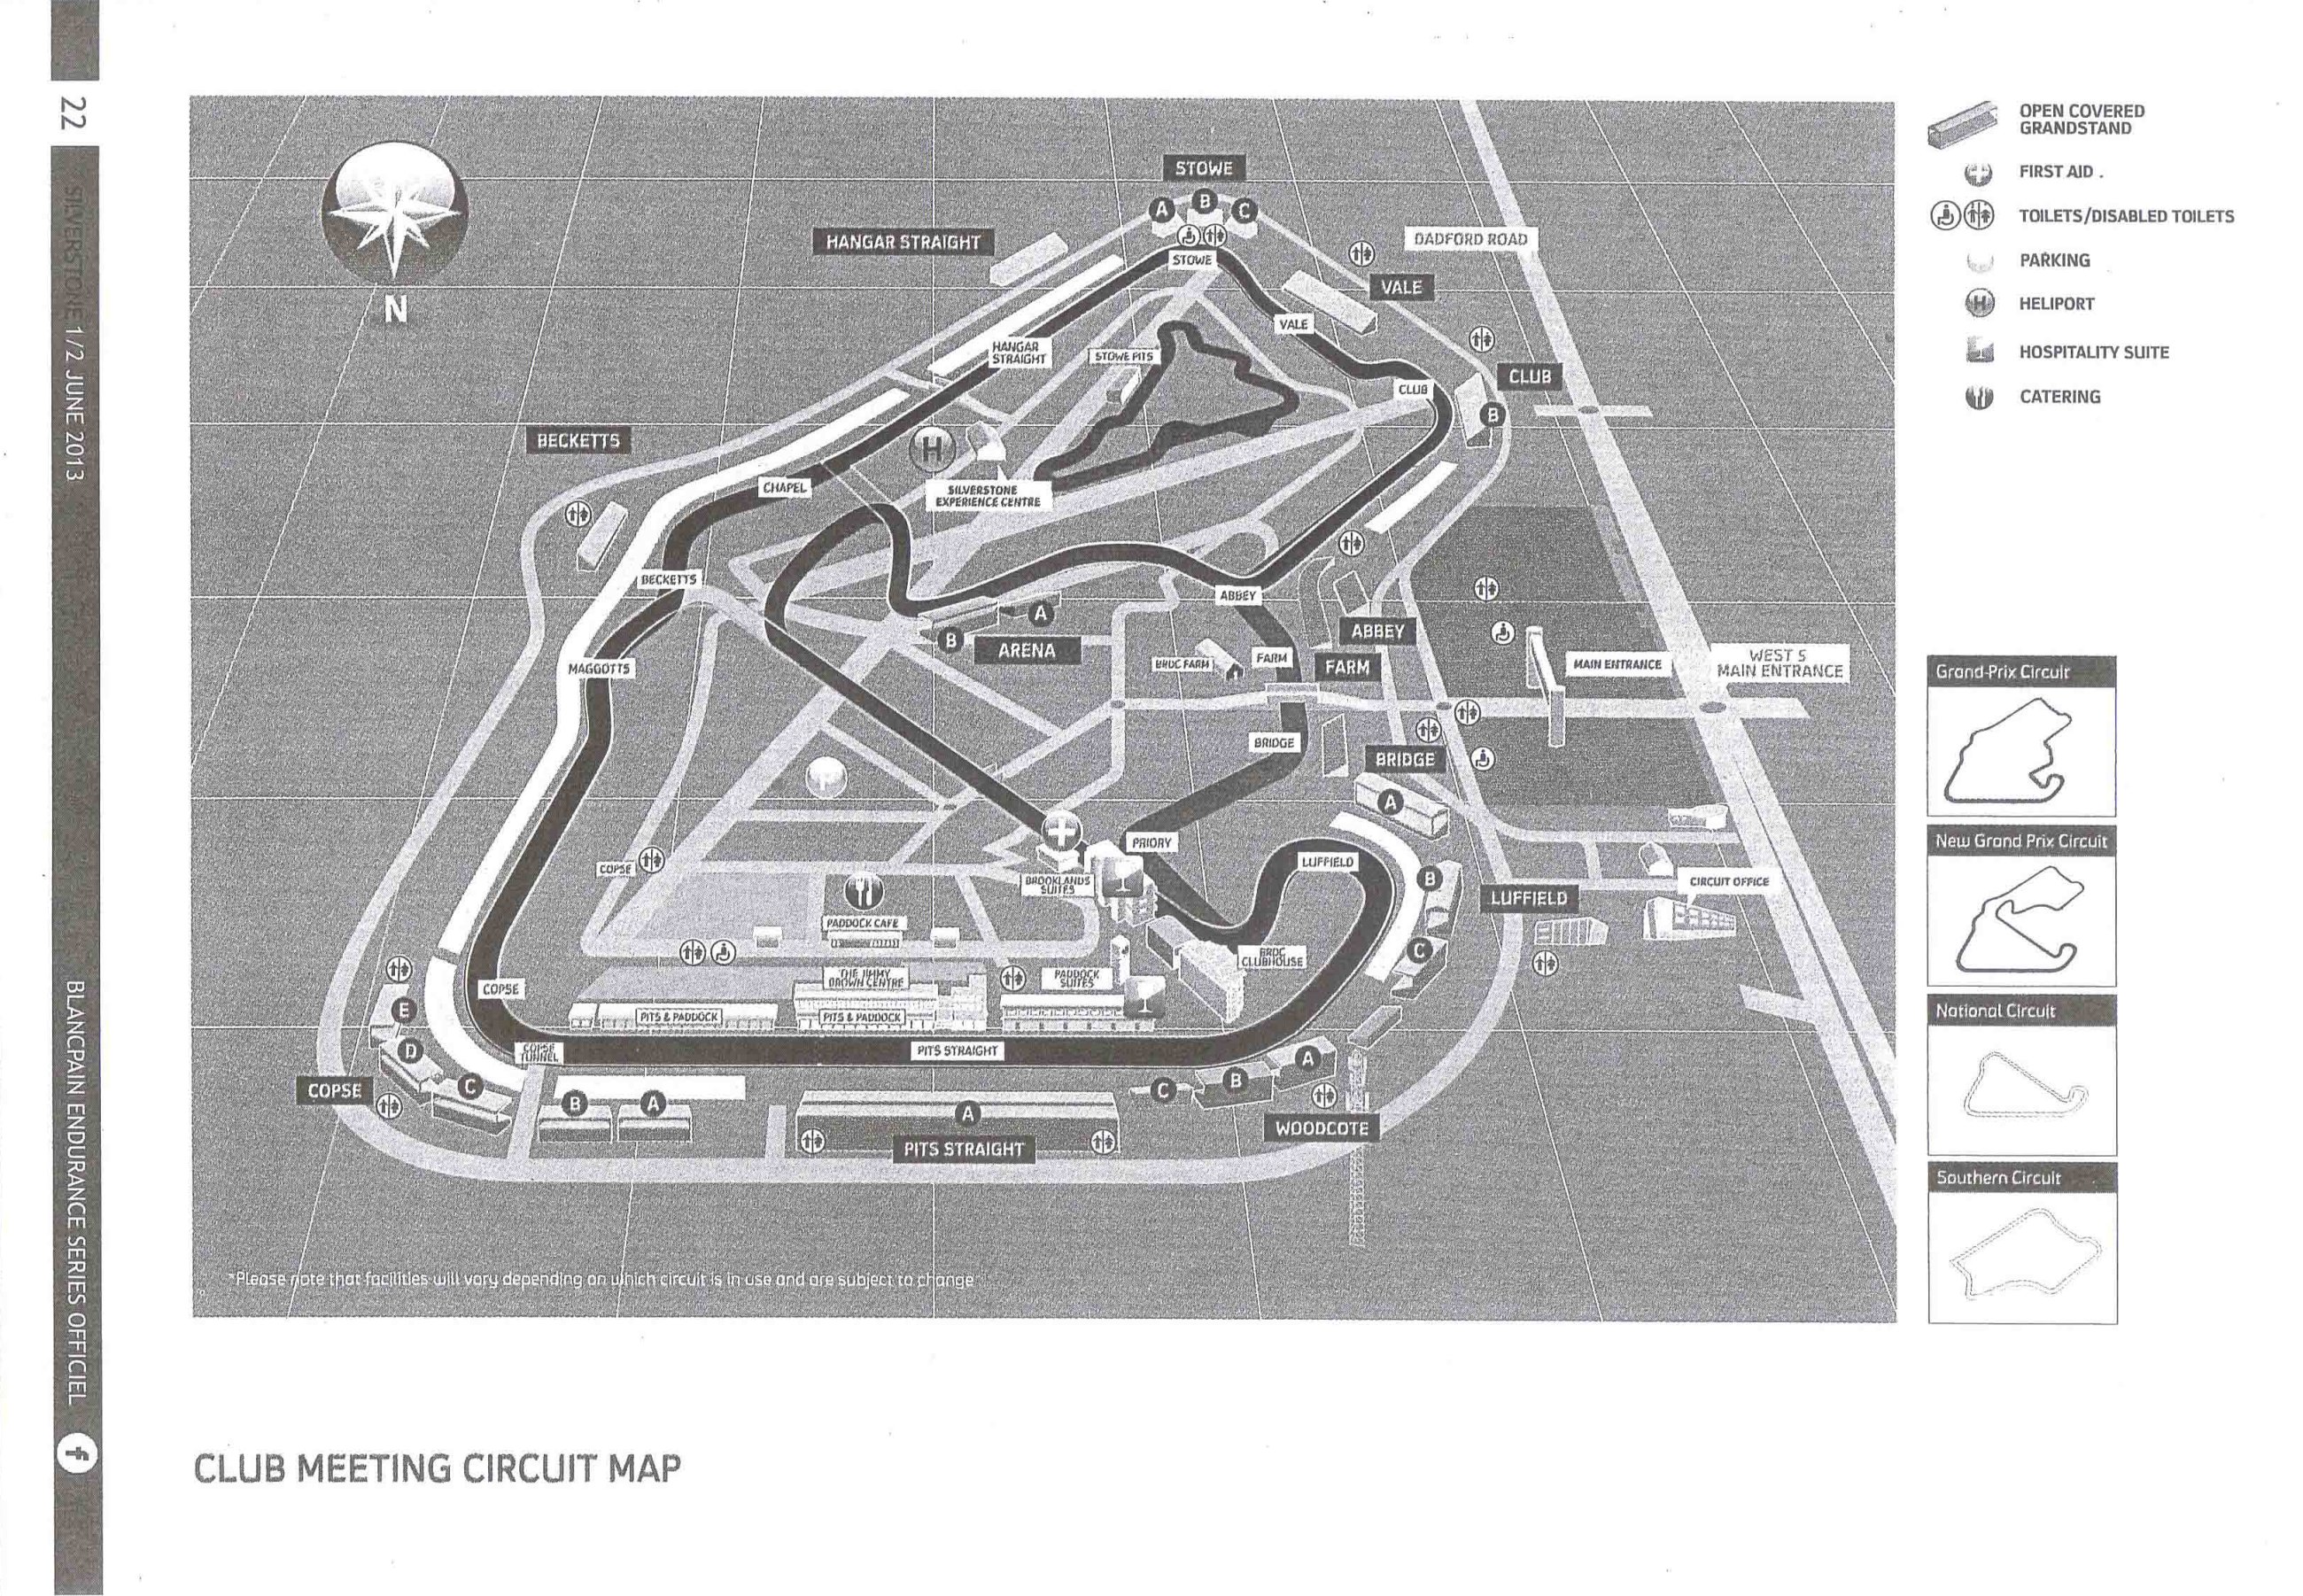 22
SILVERSTONE 1/2 JUNE 2013
BLANCPAIN ENDURANCE SERIES OFFICIEL
f
N
STOWE
A
B
C
STOWE
HANGAR STRAIGHT
DADFORD ROAD
VALE
VALE
HANGAR
STRAIGHT
STOWE PITS
CLUB
CLUB
B
BECKETTS
H
CHAPEL
SILVERSTONE
EXPERIENCE CENTRE
BECKETTS
ABBEY
A
B
ARENA
ABBEY
MAGGOTTS
BRDC FARM
FARM
FARM
MAIN ENTRANCE
WEST 5
MAIN ENTRANCE
BRIDGE
BRIDGE
A
PRIORY
COPSE
LUFFIELD
BROOKLANDS
SUITES
B
LUFFIELD
CIRCUIT OFFICE
PADDOCK CAFE
C
BRDC
CLUBHOUSE
THE JIMMY
BROWN CENTRE
PADDOCK
SUITES
COPSE
E
PITS & PADDOCK
PITS & PADDOCK
D
COPSE
TUNNEL
PITS STRAIGHT
A
COPSE
C
B
A
A
C
B
WOODCOTE
PITS STRAIGHT
*Please note that facilities will vary depending on which circuit is in use and are subject to change
OPEN COVERED
GRANDSTAND
FIRST AID .
TOILETS/DISABLED TOILETS
PARKING
H
HELIPORT
HOSPITALITY SUITE
CATERING
Grand-Prix Circuit
New Grand Prix Circuit
National Circuit
Southern Circuit
CLUB MEETING CIRCUIT MAP